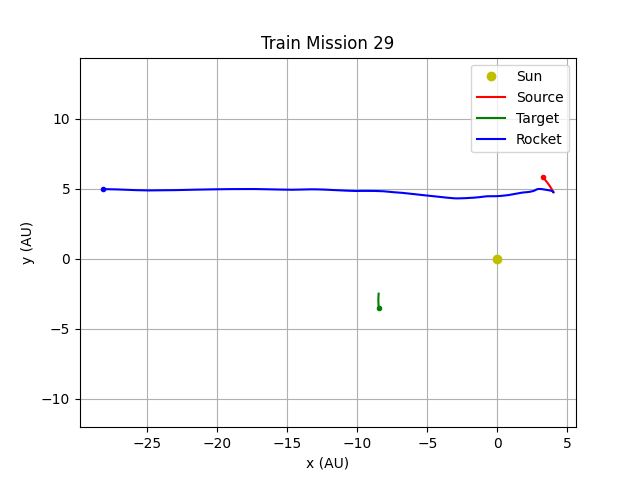 Train Mission 29
Sun
Source
Target
Rocket
10
5
0
−5
−10
y (AU)
−25 −20 −15 −10 −5 0 5
x (AU)